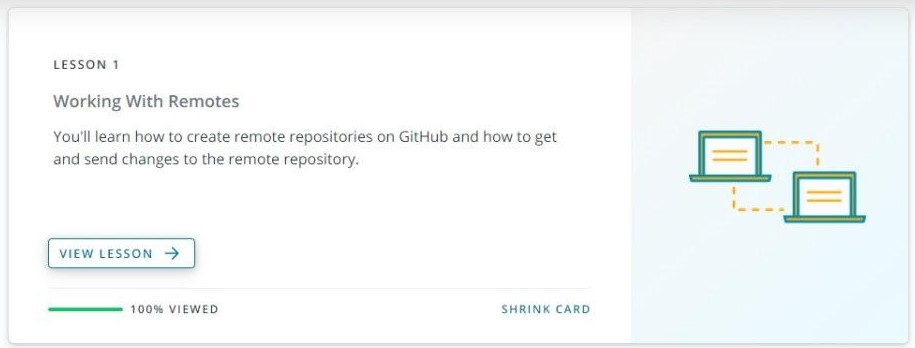 LESSON 1
Working With Remotes
You'll learn how to create remote repositories on GitHub and how to get
and send changes to the remote repository.
VIEW LESSON
100% VIEWED
SHRINK CARD